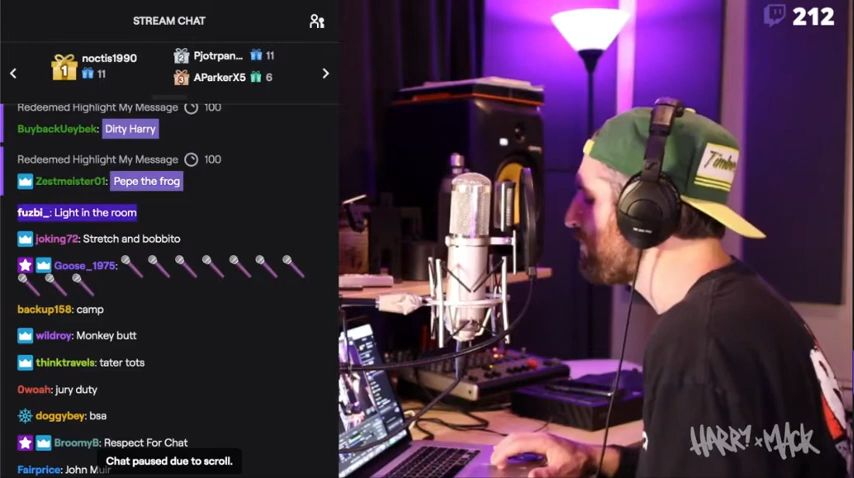 STREAM CHAT
212
1 noctis1990
11
2 Pjotrpan... 11
3 AParkerX5 6
Redeemed Highlight My Message 100
BuybackUeybek: Dirty Harry
Redeemed Highlight My Message 100
Zestmeister01: Pepe the frog
fuzbi_: Light in the room
joking72: Stretch and bobbito
Goose_1975:
backup158: camp
wildroy: Monkey butt
thinktravels: tater tots
0woah: jury duty
doggybey: bsa
BroomyB: Respect For Chat
Chat paused due to scroll.
Fairprice: John Muir
Timber
HARRY x MACK